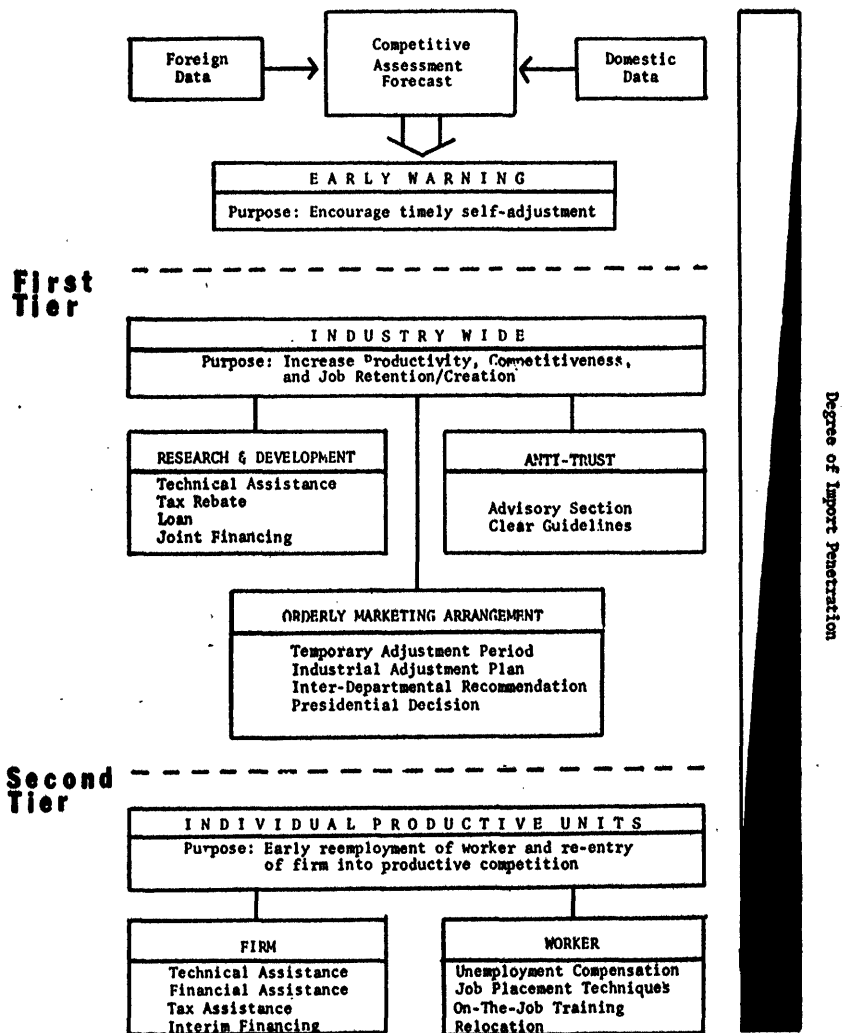 Foreign
Data
Competitive
Assessment
Forecast
Domestic
Data
EARLY WARNING
Purpose: Encourage timely self-adjustment
First
Tier
INDUSTRY WIDE
Purpose: Increase Productivity, Competitiveness,
and Job Retention/Creation
RESEARCH & DEVELOPMENT
Technical Assistance
Tax Rebate
Loan
Joint Financing
ANTI-TRUST
Advisory Section
Clear Guidelines
ORDERLY MARKETING ARRANGEMENT
Temporary Adjustment Period
Industrial Adjustment Plan
Inter-Departmental Recommendation
Presidential Decision
Second
Tier
INDIVIDUAL PRODUCTIVE UNITS
Purpose: Early reemployment of worker and re-entry
of firm into productive competition
FIRM
Technical Assistance
Financial Assistance
Tax Assistance
Interim Financing
WORKER
Unemployment Compensation
Job Placement Techniques
On-The-Job Training
Relocation
Degree of Import Penetration